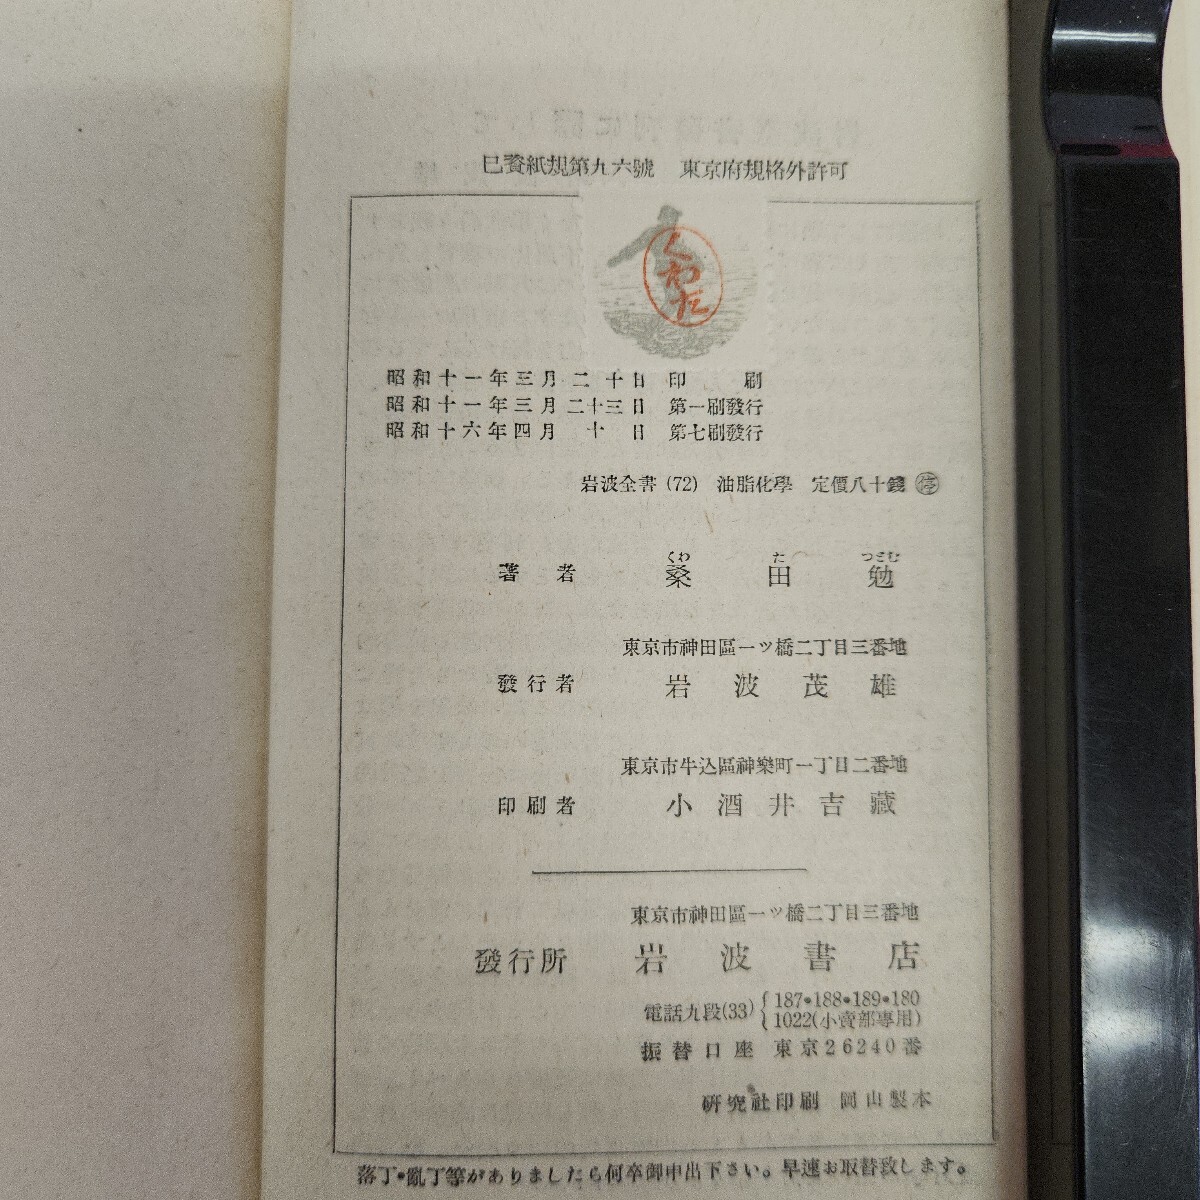 巳資紙規第九六號 東京府規格外許可
くわだ
昭和十一年三月二十日 印刷
昭和十一年三月二十三日 第一刷發行
昭和十六年四月十日 第七刷發行
岩波全書 (72) 油脂化學 定價八十錢 停
くわ た つとむ
著者 桑田勉
東京市神田區一ツ橋二丁目三番地
發行者 岩波茂雄
東京市牛込區神樂町一丁目二番地
印刷者 小酒井吉藏
東京市神田區一ツ橋二丁目三番地
發行所 岩波書店
電話九段(33) 187•188•189•180
1022(小賣部專用)
振替口座 東京26240番
研究社印刷 岡山製本
落丁•亂丁等がありましたら何卒御申出下さい。早速お取替致します。